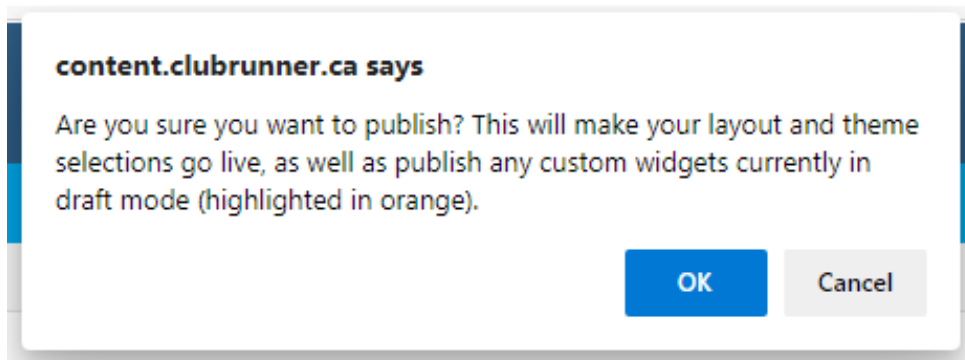 content.clubrunner.ca says
Are you sure you want to publish? This will make your layout and theme
selections go live, as well as publish any custom widgets currently in
draft mode (highlighted in orange).
OK
Cancel